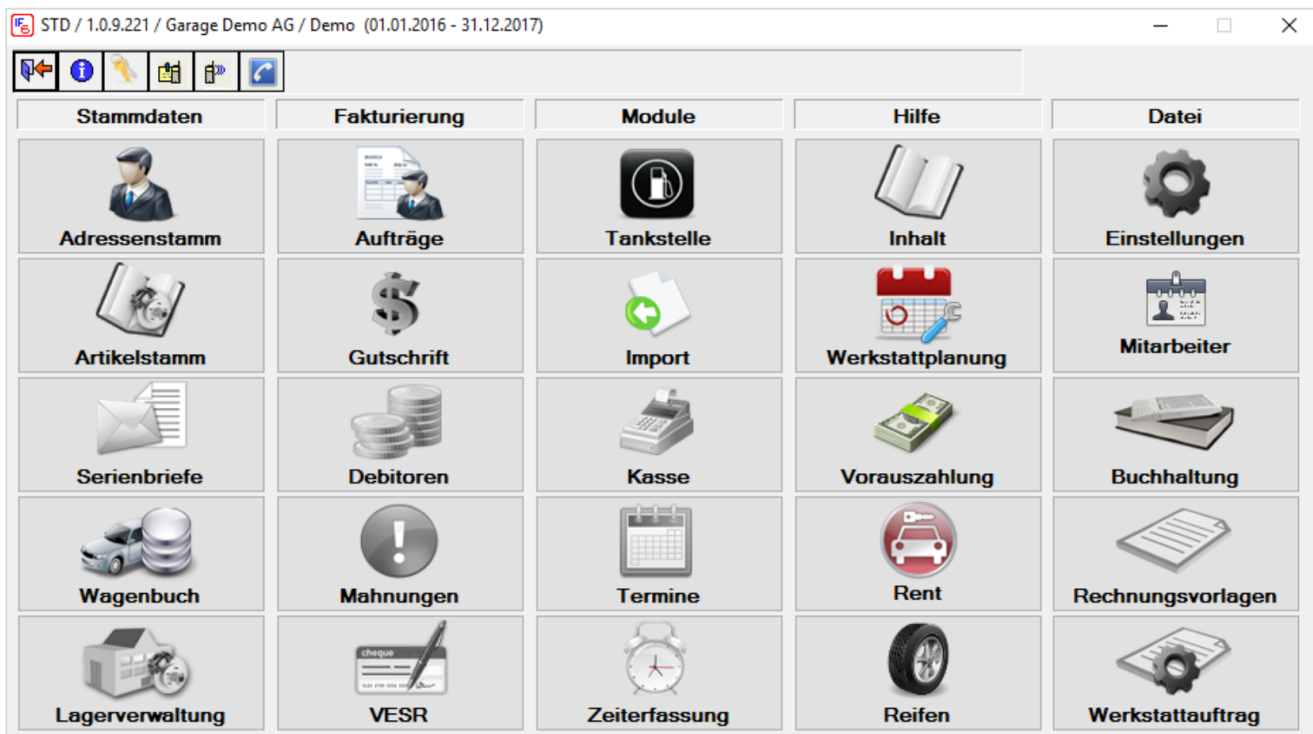 STD / 1.0.9.221 / Garage Demo AG / Demo (01.01.2016 - 31.12.2017)
Stammdaten Fakturierung Module Hilfe Datei
Adressenstamm Aufträge Tankstelle Inhalt Einstellungen
Artikelstamm Gutschrift Import Werkstattplanung Mitarbeiter
Serienbriefe Debitoren Kasse Vorauszahlung Buchhaltung
Wagenbuch Mahnungen Termine Rent Rechnungsvorlagen
cheque
Lagerverwaltung VESR Zeiterfassung Reifen Werkstattauftrag